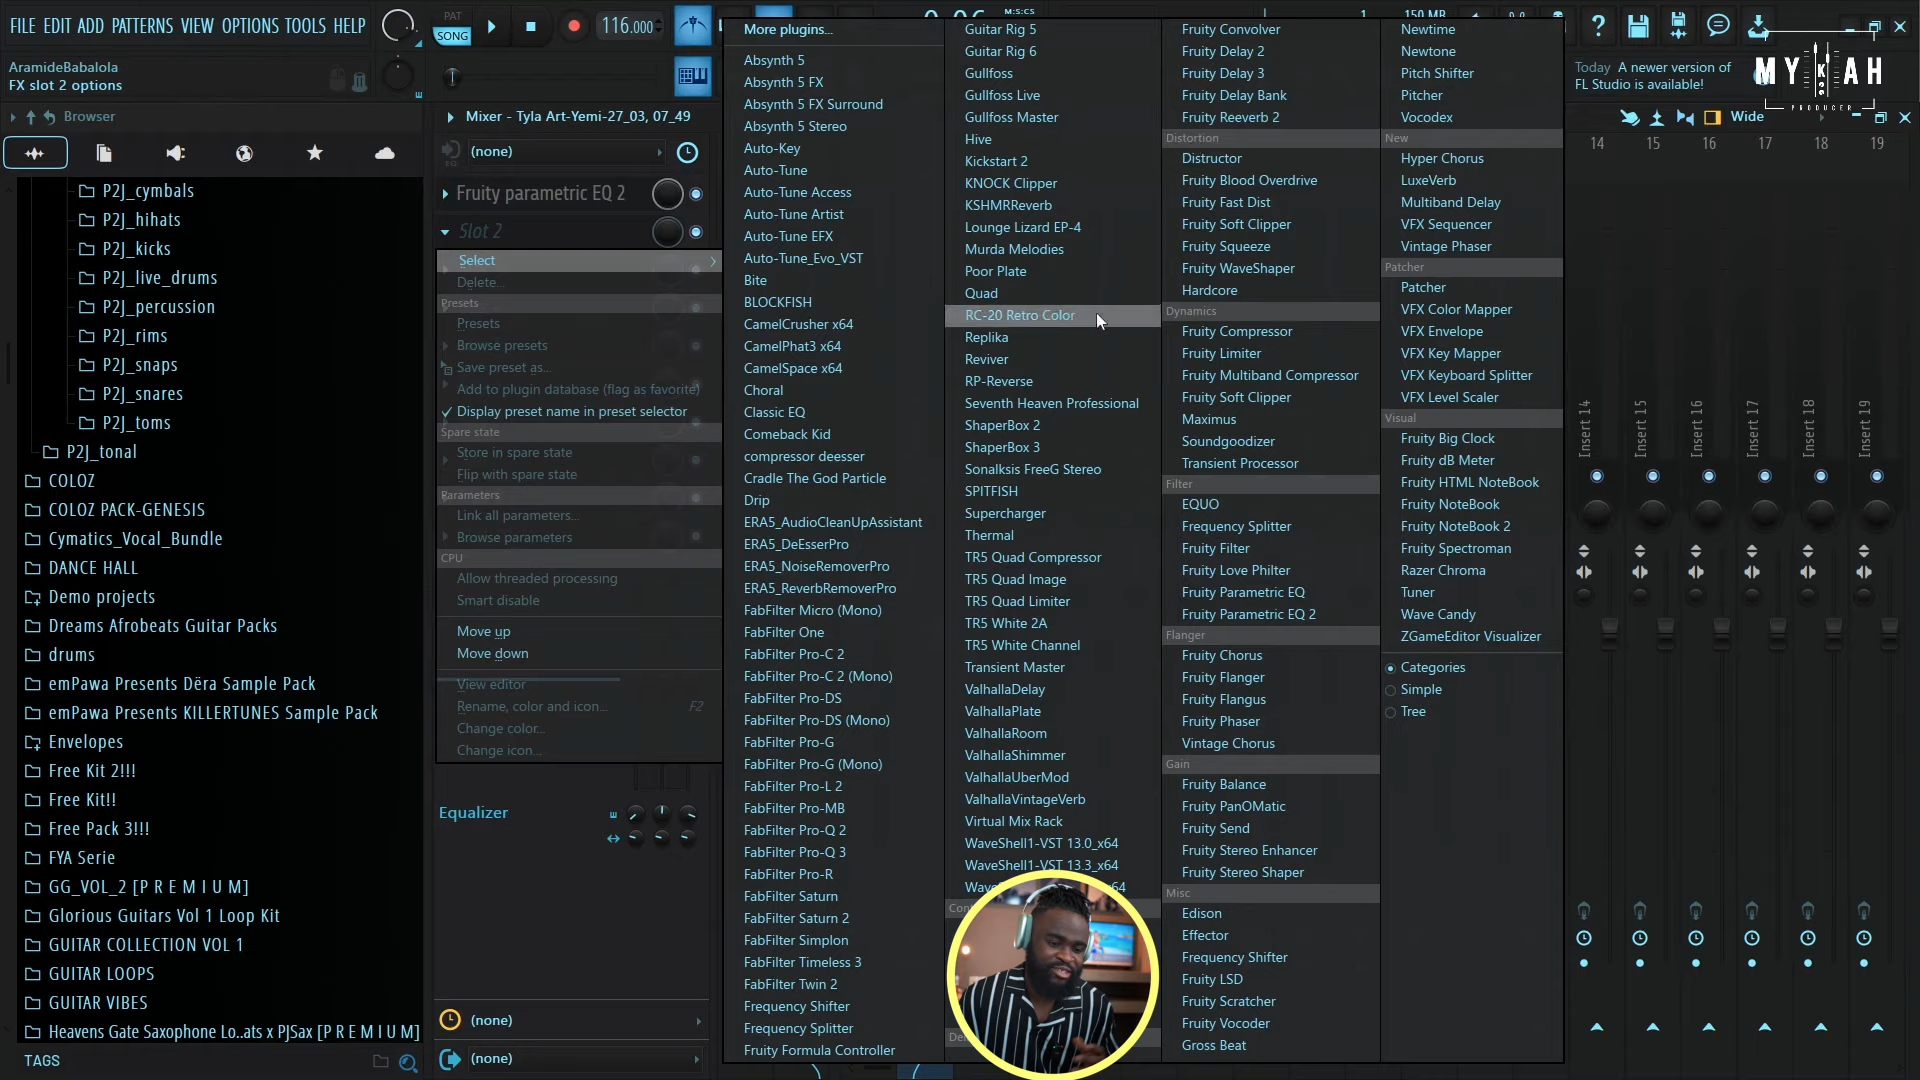 FILE EDIT ADD PATTERNS VIEW OPTIONS TOOLS HELP
AramideBabalola
FX slot 2 options
Browser
P2J_cymbals
P2J_hihats
P2J_kicks
P2J_live_drums
P2J_percussion
P2J_rims
P2J_snaps
P2J_snares
P2J_toms
P2J_tonal
COLOZ
COLOZ PACK-GENESIS
Cymatics_Vocal_Bundle
DANCE HALL
Demo projects
Dreams Afrobeats Guitar Packs
drums
emPawa Presents Dëra Sample Pack
emPawa Presents KILLERTUNES Sample Pack
Envelopes
Free Kit 2!!!
Free Kit!!
Free Pack 3!!!
FYA Serie
GG_VOL_2 [P R E M I U M]
Glorious Guitars Vol 1 Loop Kit
GUITAR COLLECTION VOL 1
GUITAR LOOPS
GUITAR VIBES
Heavens Gate Saxophone Lo..ats x PJSax [P R E M I U M]
TAGS
PAT
SONG
116.000
M:S:CS
1
150 MB
Mixer - Tyla Art-Yemi-27_03, 07_49
(none)
Fruity parametric EQ 2
Slot 2
Select
Delete...
Presets
Presets
Browse presets
Save preset as...
Add to plugin database (flag as favorite)
Display preset name in preset selector
Spare state
Store in spare state
Flip with spare state
Parameters
Link all parameters...
Browse parameters
CPU
Allow threaded processing
Smart disable
Move up
Move down
View editor
Rename, color and icon... F2
Change color...
Change icon...
Equalizer
(none)
(none)
More plugins...
Absynth 5
Absynth 5 FX
Absynth 5 FX Surround
Absynth 5 Stereo
Auto-Key
Auto-Tune
Auto-Tune Access
Auto-Tune Artist
Auto-Tune EFX
Auto-Tune_Evo_VST
Bite
BLOCKFISH
CamelCrusher x64
CamelPhat3 x64
CamelSpace x64
Choral
Classic EQ
Comeback Kid
compressor deesser
Cradle The God Particle
Drip
ERA5_AudioCleanUpAssistant
ERA5_DeEsserPro
ERA5_NoiseRemoverPro
ERA5_ReverbRemoverPro
FabFilter Micro (Mono)
FabFilter One
FabFilter Pro-C 2
FabFilter Pro-C 2 (Mono)
FabFilter Pro-DS
FabFilter Pro-DS (Mono)
FabFilter Pro-G
FabFilter Pro-G (Mono)
FabFilter Pro-L 2
FabFilter Pro-MB
FabFilter Pro-Q 2
FabFilter Pro-Q 3
FabFilter Pro-R
FabFilter Saturn
FabFilter Saturn 2
FabFilter Simplon
FabFilter Timeless 3
FabFilter Twin 2
Frequency Shifter
Frequency Splitter
Fruity Formula Controller
Guitar Rig 5
Guitar Rig 6
Gullfoss
Gullfoss Live
Gullfoss Master
Hive
Kickstart 2
KNOCK Clipper
KSHMRReverb
Lounge Lizard EP-4
Murda Melodies
Poor Plate
Quad
RC-20 Retro Color
Replika
Reviver
RP-Reverse
Seventh Heaven Professional
ShaperBox 2
ShaperBox 3
Sonalksis FreeG Stereo
SPITFISH
Supercharger
Thermal
TR5 Quad Compressor
TR5 Quad Image
TR5 Quad Limiter
TR5 White 2A
TR5 White Channel
Transient Master
ValhallaDelay
ValhallaPlate
ValhallaRoom
ValhallaShimmer
ValhallaUberMod
ValhallaVintageVerb
Virtual Mix Rack
WaveShell1-VST 13.0_x64
WaveShell1-VST 13.3_x64
Fruity Convolver
Fruity Delay 2
Fruity Delay 3
Fruity Delay Bank
Fruity Reeverb 2
Distortion
Distructor
Fruity Blood Overdrive
Fruity Fast Dist
Fruity Soft Clipper
Fruity Squeeze
Fruity WaveShaper
Hardcore
Dynamics
Fruity Compressor
Fruity Limiter
Fruity Multiband Compressor
Fruity Soft Clipper
Maximus
Soundgoodizer
Transient Processor
Filter
EQUO
Frequency Splitter
Fruity Filter
Fruity Love Philter
Fruity Parametric EQ
Fruity Parametric EQ 2
Flanger
Fruity Chorus
Fruity Flanger
Fruity Flangus
Fruity Phaser
Vintage Chorus
Gain
Fruity Balance
Fruity PanOMatic
Fruity Send
Fruity Stereo Enhancer
Fruity Stereo Shaper
Misc
Edison
Effector
Frequency Shifter
Fruity LSD
Fruity Scratcher
Fruity Vocoder
Gross Beat
Newtime
Newtone
Pitch Shifter
Pitcher
Vocodex
New
Hyper Chorus
LuxeVerb
Multiband Delay
VFX Sequencer
Vintage Phaser
Patcher
Patcher
VFX Color Mapper
VFX Envelope
VFX Key Mapper
VFX Keyboard Splitter
VFX Level Scaler
Visual
Fruity Big Clock
Fruity dB Meter
Fruity HTML NoteBook
Fruity NoteBook
Fruity NoteBook 2
Fruity Spectroman
Razer Chroma
Tuner
Wave Candy
ZGameEditor Visualizer
Categories
Simple
Tree
Today A newer version of
FL Studio is available!
MYKAH
PRODUCER
Wide
14 15 16 17 18 19
Insert 14
Insert 15
Insert 16
Insert 17
Insert 18
Insert 19